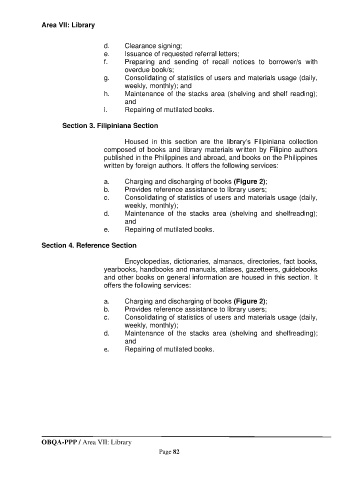 Area VII: Library
d. Clearance signing;
e. Issuance of requested referral letters;
f. Preparing and sending of recall notices to borrower/s with
overdue book/s;
g. Consolidating of statistics of users and materials usage (daily,
weekly, monthly); and
h. Maintenance of the stacks area (shelving and shelf reading);
and
i. Repairing of mutilated books.
Section 3. Filipiniana Section
Housed in this section are the library's Filipiniana collection
composed of books and library materials written by Filipino authors
published in the Philippines and abroad, and books on the Philippines
written by foreign authors. It offers the following services:
a. Charging and discharging of books (Figure 2);
b. Provides reference assistance to library users;
c. Consolidating of statistics of users and materials usage (daily,
weekly, monthly);
d. Maintenance of the stacks area (shelving and shelfreading);
and
e. Repairing of mutilated books.
Section 4. Reference Section
Encyclopedias, dictionaries, almanacs, directories, fact books,
yearbooks, handbooks and manuals, atlases, gazetteers, guidebooks
and other books on general information are housed in this section. It
offers the following services:
a. Charging and discharging of books (Figure 2);
b. Provides reference assistance to library users;
c. Consolidating of statistics of users and materials usage (daily,
weekly, monthly);
d. Maintenance of the stacks area (shelving and shelfreading);
and
e. Repairing of mutilated books.
OBQA-PPP / Area VII: Library
Page 82